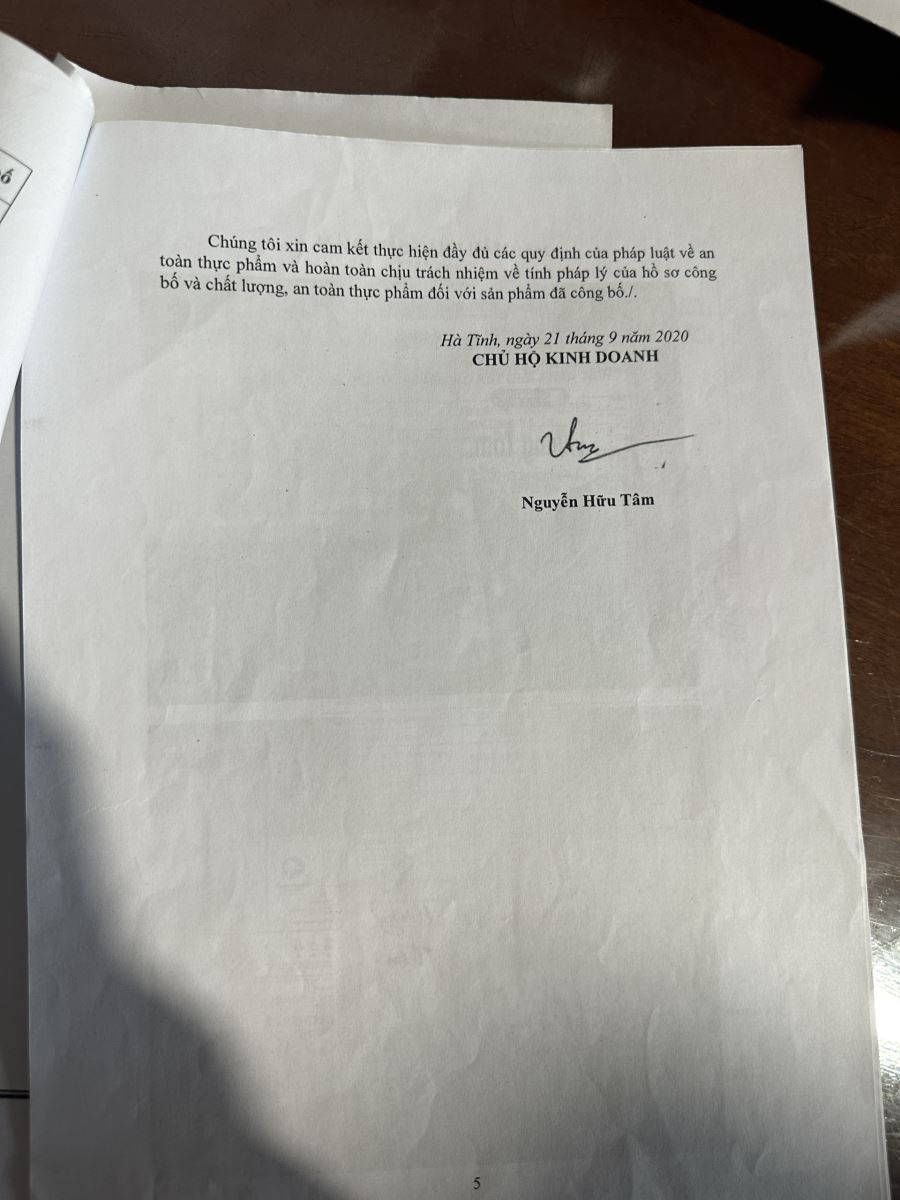 Chúng tôi xin cam kết thực hiện đầy đủ các quy định của pháp luật về an
toàn thực phẩm và hoàn toàn chịu trách nhiệm về tính pháp lý của hồ sơ công
bố và chất lượng, an toàn thực phẩm đối với sản phẩm đã công bố./.
Hà Tĩnh, ngày 21 tháng 9 năm 2020
CHỦ HỘ KINH DOANH
Nguyễn Hữu Tâm
5